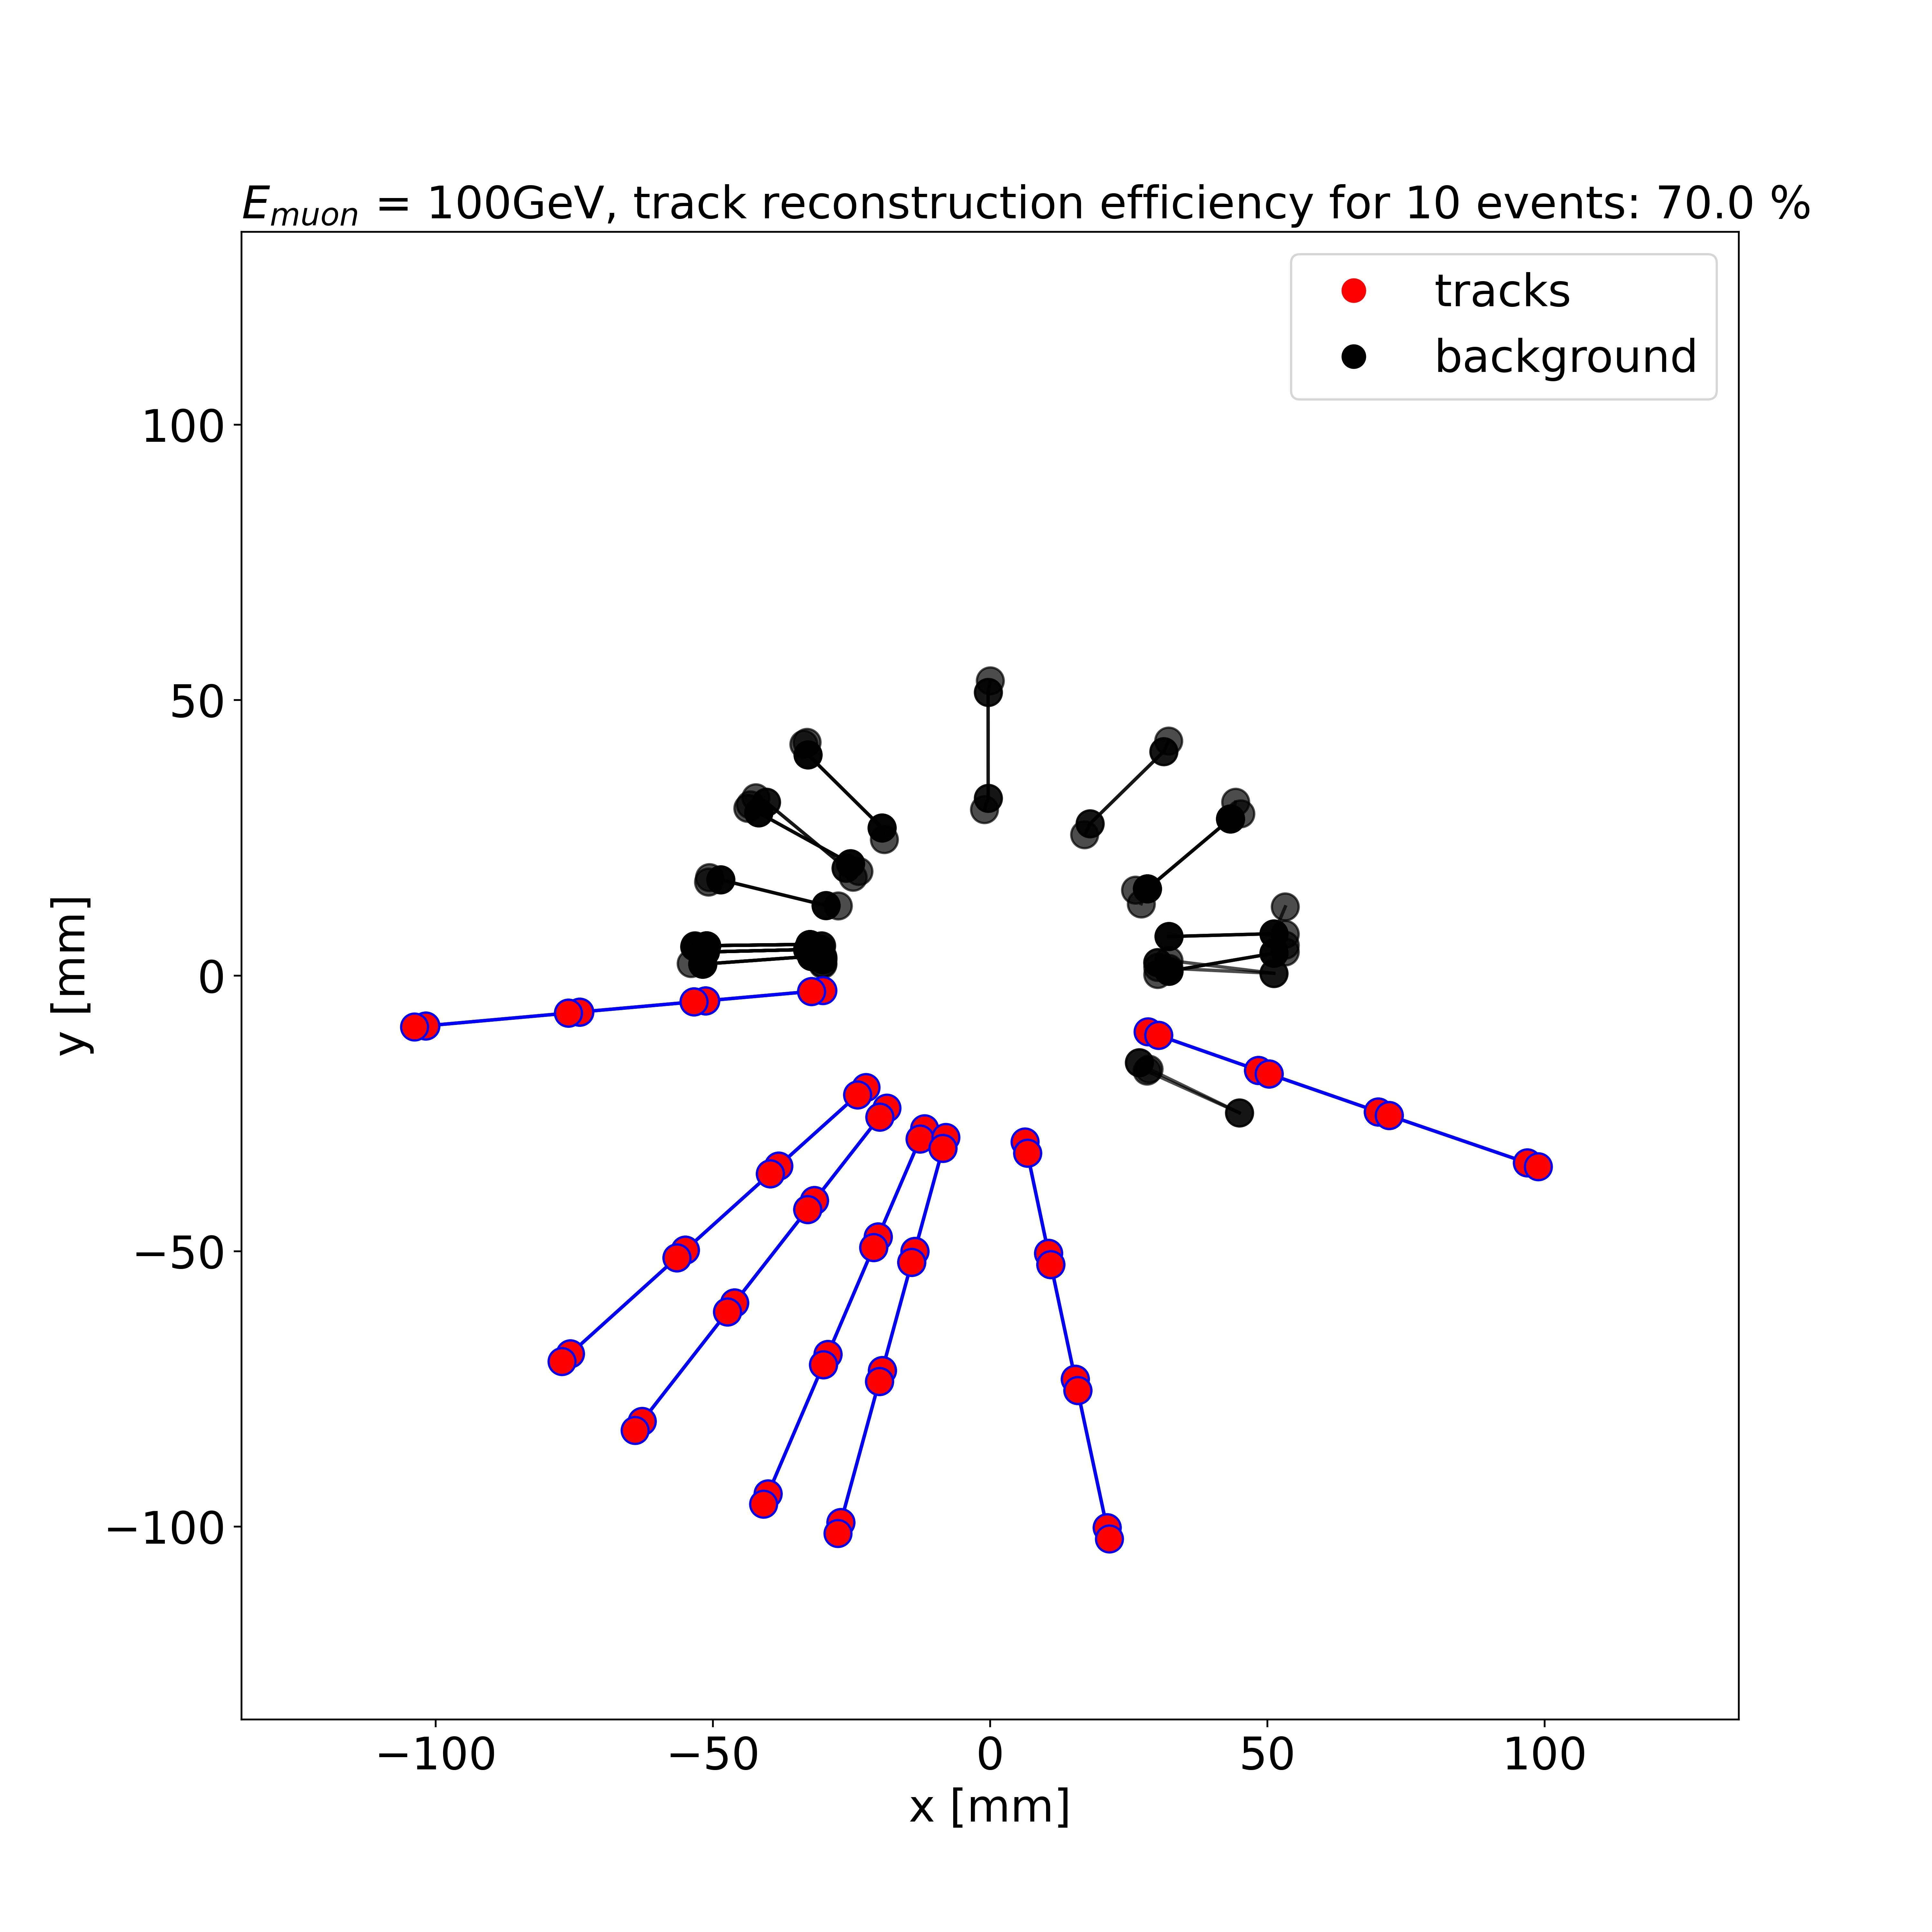 E_muon = 100GeV, track reconstruction efficiency for 10 events: 70.0 %
tracks
background
100
50
0
−50
−100
y [mm]
−100 −50 0 50 100
x [mm]